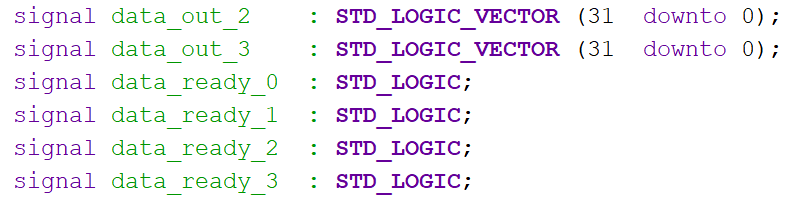 signal data_out_2    : STD_LOGIC_VECTOR (31  downto 0);
signal data_out_3    : STD_LOGIC_VECTOR (31  downto 0);
signal data_ready_0  : STD_LOGIC;
signal data_ready_1  : STD_LOGIC;
signal data_ready_2  : STD_LOGIC;
signal data_ready_3  : STD_LOGIC;